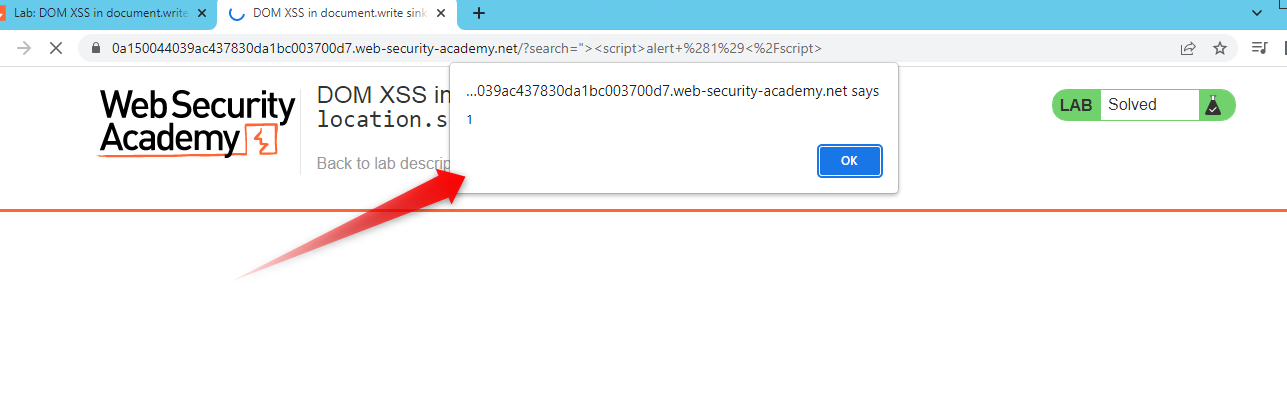 Lab: DOM XSS in document.write
DOM XSS in document.write sink
0a150044039ac437830da1bc003700d7.web-security-academy.net/?search="><script>alert+%281%29<%2Fscript>
...039ac437830da1bc003700d7.web-security-academy.net says
1
OK
Web Security
Academy
DOM XSS in
location.s
Back to lab descrip
LAB Solved